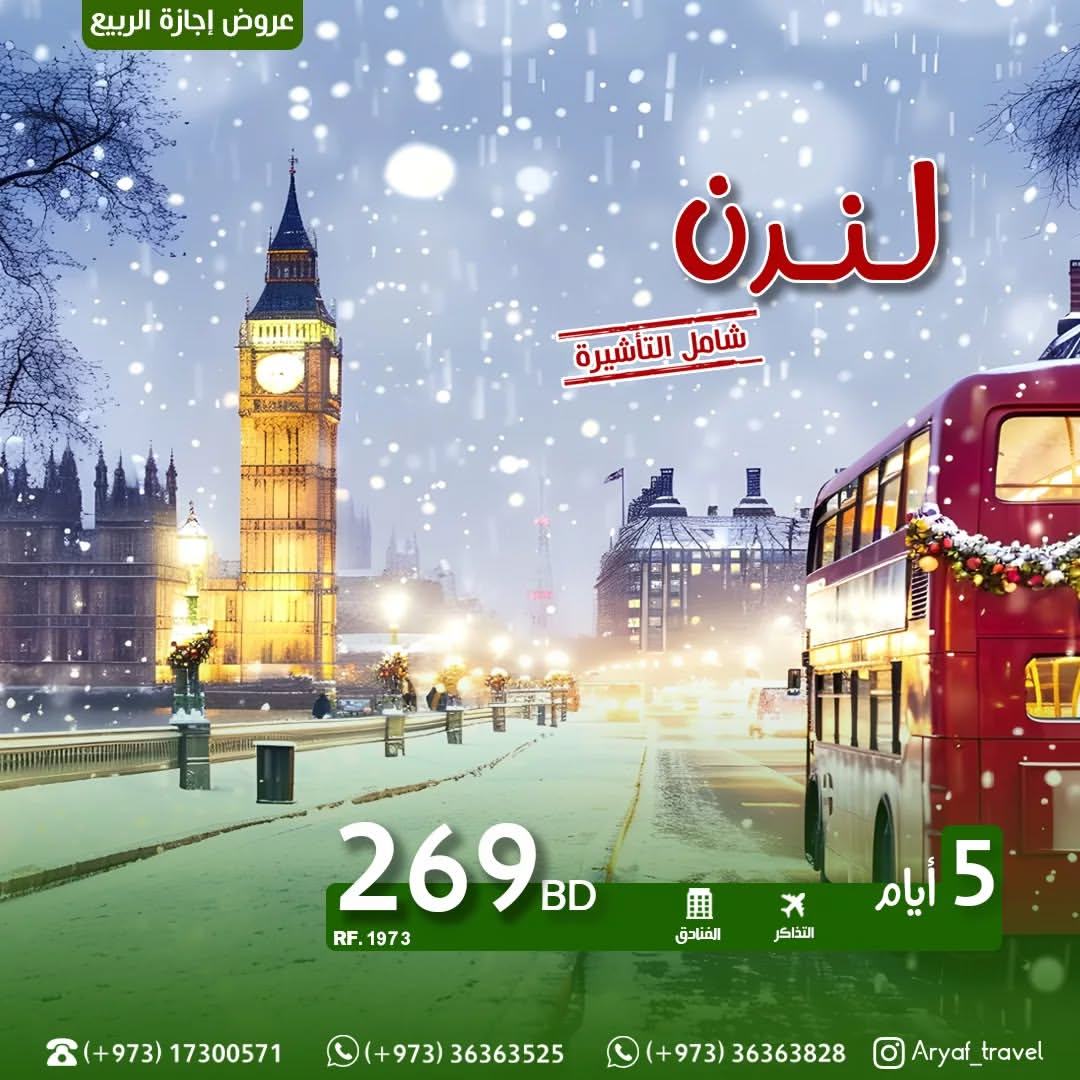 عروض إجازة الربيع
لندن
شامل التأشيرة
5 أيام
التذاكر
الفنادق
269 BD
RF. 1973
(+973) 17300571
(+973) 36363525
(+973) 36363828
Aryaf_travel